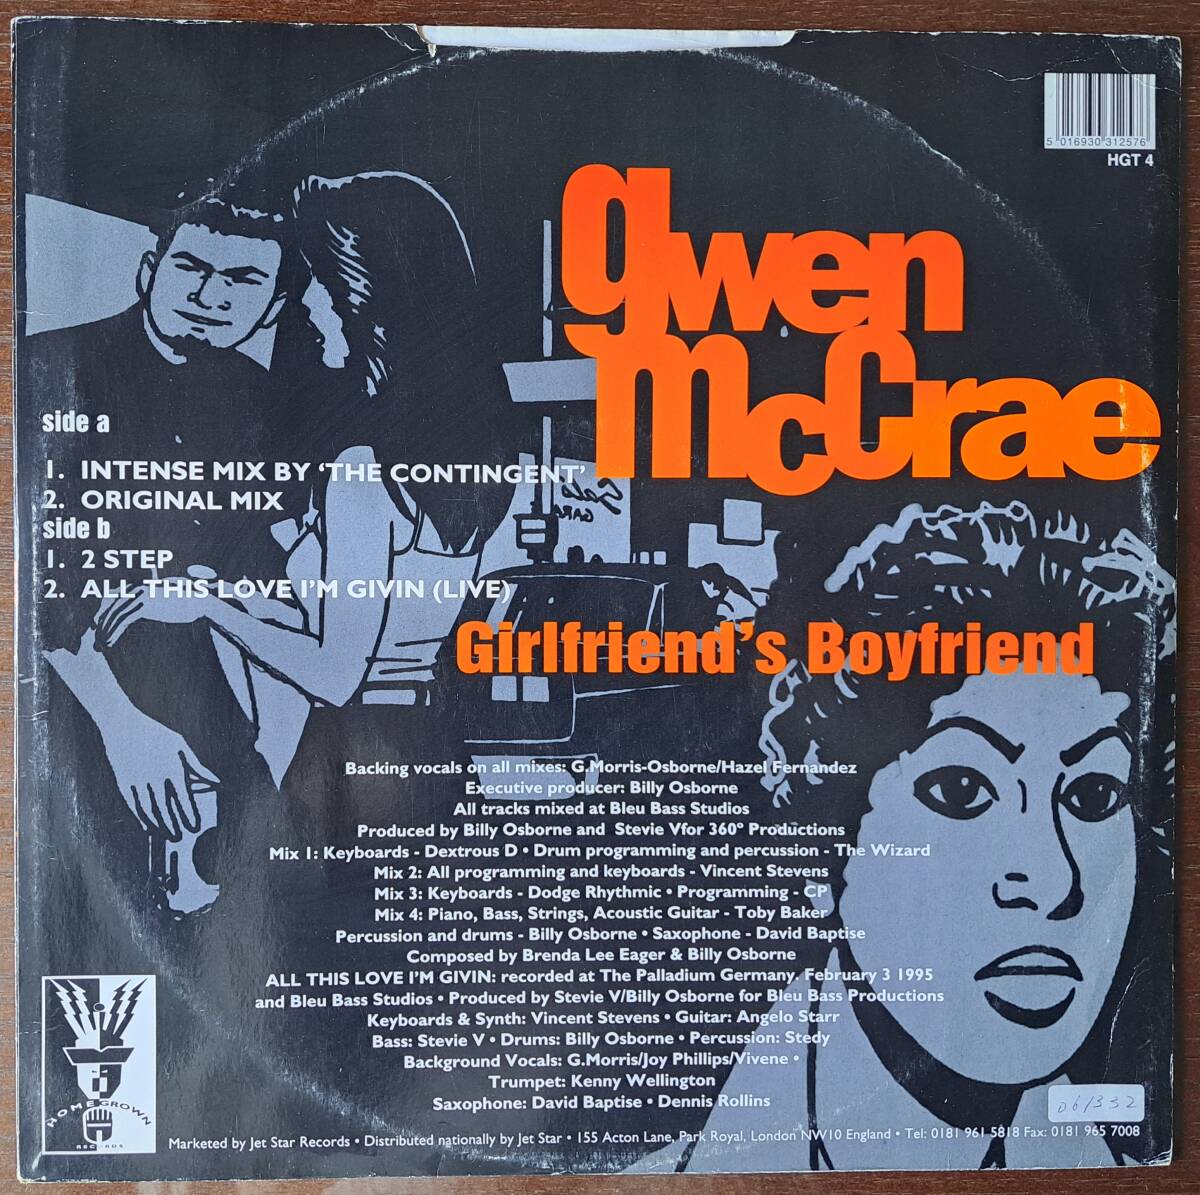 5 016930 312576
HGT 4
gwen
mcCrae
side a
1. INTENSE MIX BY ‘THE CONTINGENT’
2. ORIGINAL MIX
side b
1. 2 STEP
2. ALL THIS LOVE I'M GIVIN (LIVE)
Girlfriend's Boyfriend
Backing vocals on all mixes: G.Morris-Osborne/Hazel Fernandez
Executive producer: Billy Osborne
All tracks mixed at Bleu Bass Studios
Produced by Billy Osborne and Stevie Vfor 360º Productions
Mix 1: Keyboards - Dextrous D • Drum programming and percussion - The Wizard
Mix 2: All programming and keyboards - Vincent Stevens
Mix 3: Keyboards - Dodge Rhythmic • Programming - CP
Mix 4: Piano, Bass, Strings, Acoustic Guitar - Toby Baker
Percussion and drums - Billy Osborne • Saxophone - David Baptise
Composed by Brenda Lee Eager & Billy Osborne
ALL THIS LOVE I'M GIVIN: recorded at The Palladium Germany. February 3 1995
and Bleu Bass Studios • Produced by Stevie V/Billy Osborne for Bleu Bass Productions
Keyboards & Synth: Vincent Stevens • Guitar: Angelo Starr
Bass: Stevie V • Drums: Billy Osborne • Percussion: Stedy
Background Vocals: G.Morris/Joy Phillips/Vivene •
Trumpet: Kenny Wellington
Saxophone: David Baptise • Dennis Rollins
HOME GROWN
RECORDS
061332
Marketed by Jet Star Records • Distributed nationally by Jet Star • 155 Acton Lane, Park Royal, London NW10 England • Tel: 0181 961 5818 Fax: 0181 965 7008